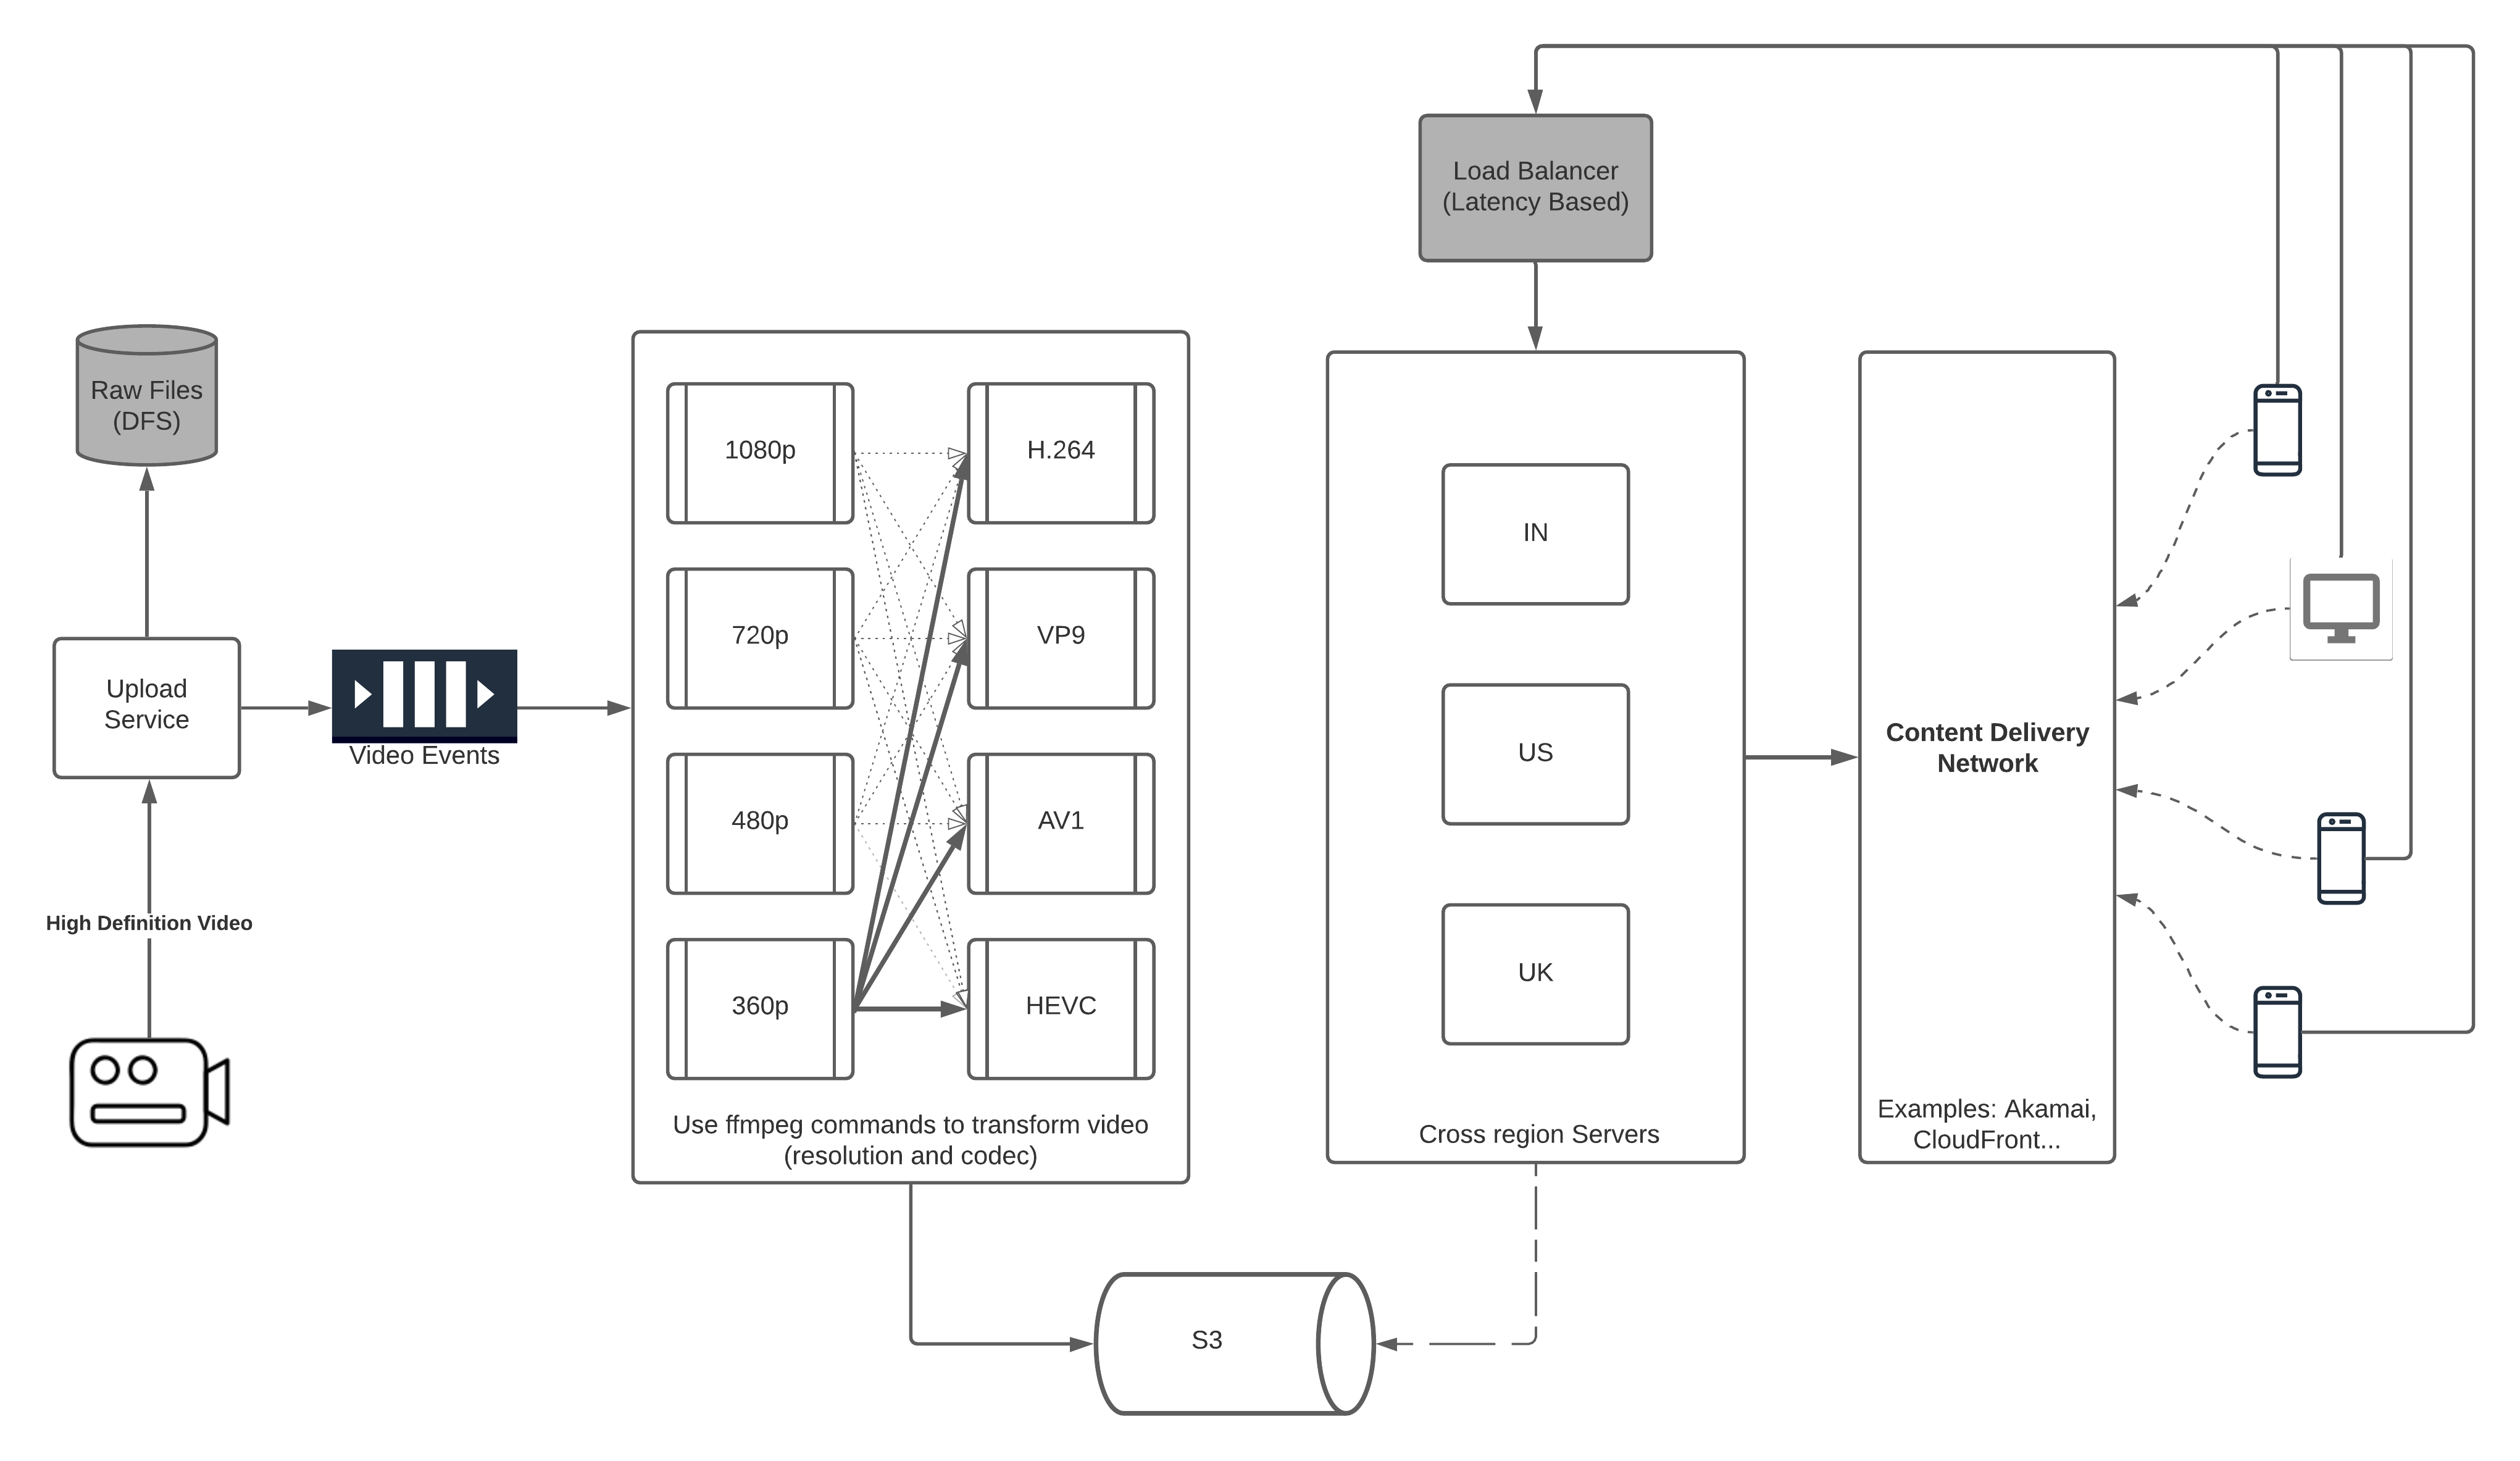 Load Balancer
(Latency Based)
Raw Files
(DFS)
Upload
Service
Video Events
High Definition Video
1080p
H.264
720p
VP9
480p
AV1
360p
HEVC
Use ffmpeg commands to transform video
(resolution and codec)
IN
US
UK
Cross region Servers
Content Delivery
Network
Examples: Akamai,
CloudFront...
S3